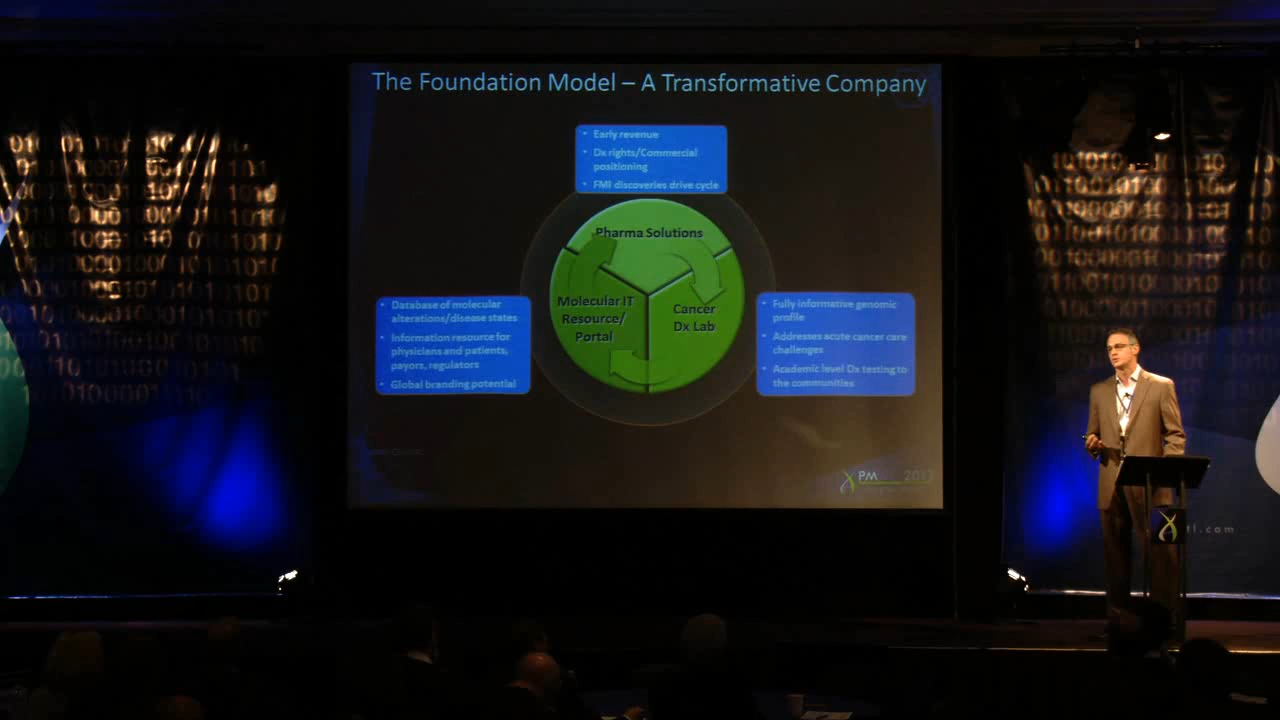 The Foundation Model – A Transformative Company
• Early revenue
• Dx rights/Commercial
positioning
• FMI discoveries drive cycle
Pharma Solutions
Molecular IT
Resource/
Portal
Cancer
Dx Lab
• Database of molecular
alterations/disease states
• Information resource for
physicians and patients,
payors, regulators
• Global branding potential
• Fully informative genomic
profile
• Addresses acute cancer care
challenges
• Academic level Dx testing to
the communities
PM 2013
tl.com